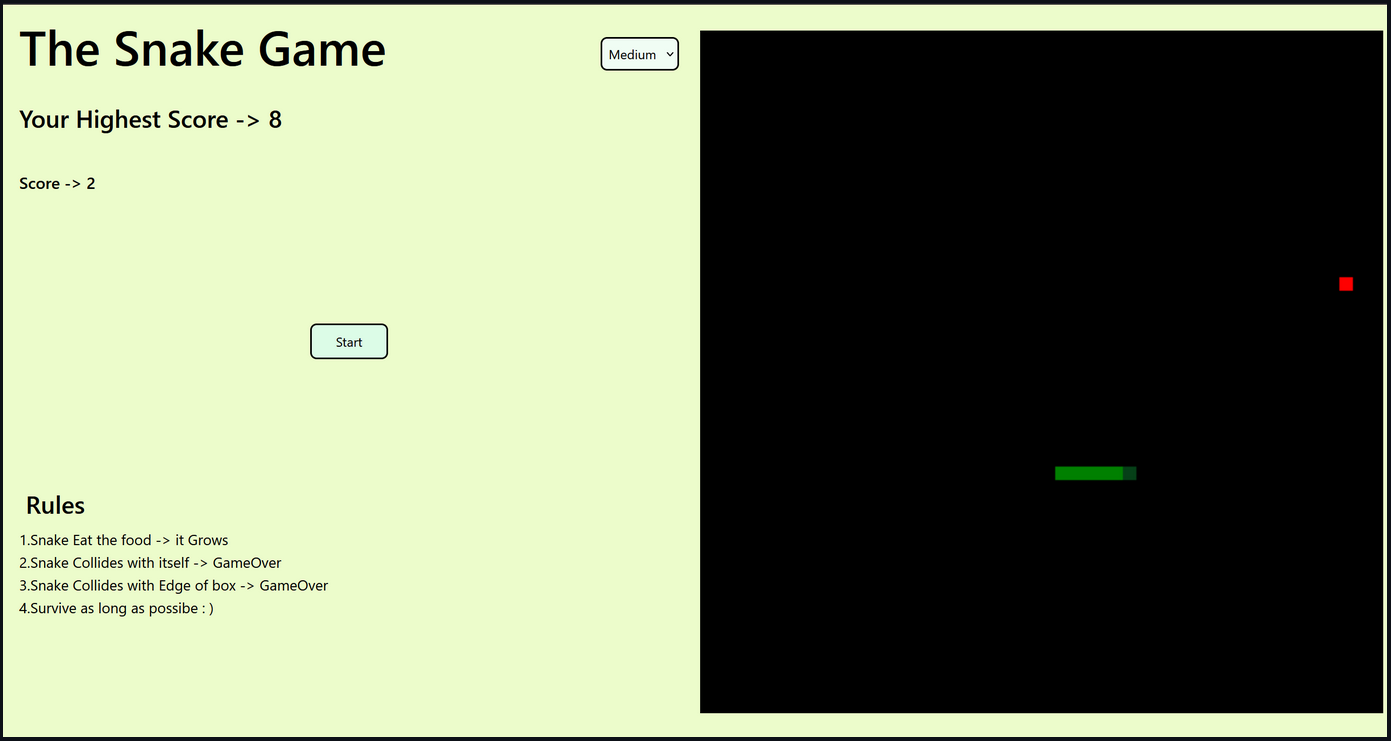 The Snake Game
Medium
Your Highest Score -> 8
Score -> 2
Start
Rules
1.Snake Eat the food -> it Grows
2.Snake Collides with itself -> GameOver
3.Snake Collides with Edge of box -> GameOver
4.Survive as long as possibe : )